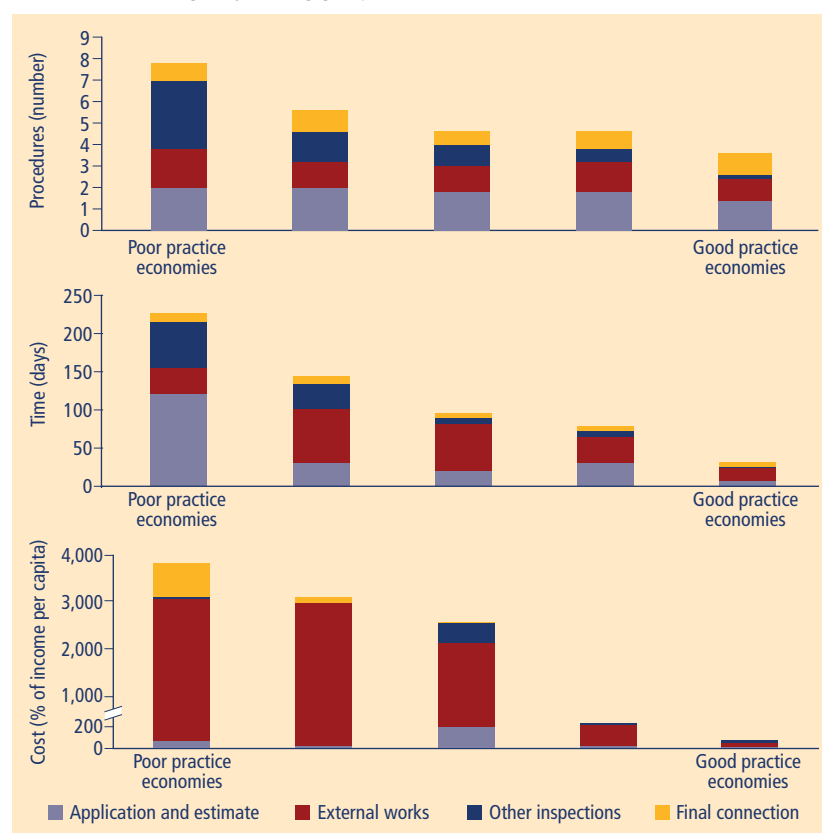 Procedures (number)
9
8
7
6
5
4
3
2
1
0
Poor practice
economies
Good practice
economies
Time (days)
250
200
150
100
50
0
Poor practice
economies
Good practice
economies
Cost (% of income per capita)
4,000
3,000
2,000
1,000
200
0
Poor practice
economies
Good practice
economies
Application and estimate
External works
Other inspections
Final connection